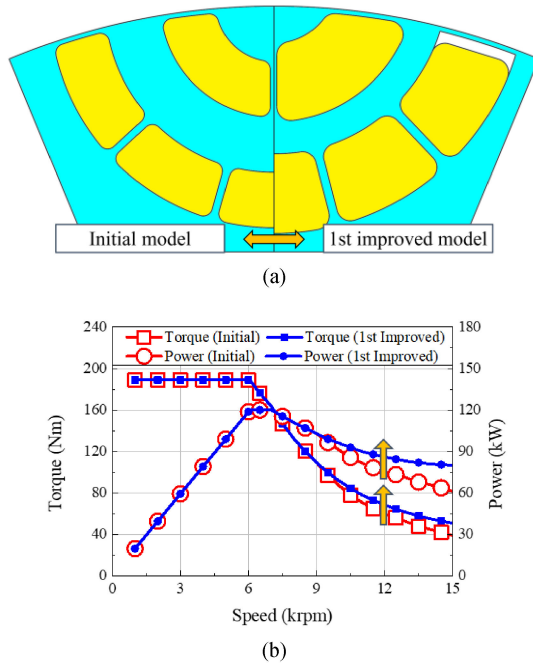 Initial model
1st improved model
(a)
Torque (Initial)
Torque (1st Improved)
Power (Initial)
Power (1st Improved)
240
200
160
120
80
40
0
Torque (Nm)
180
150
120
90
60
30
0
Power (kW)
0
3
6
9
12
15
Speed (krpm)
(b)